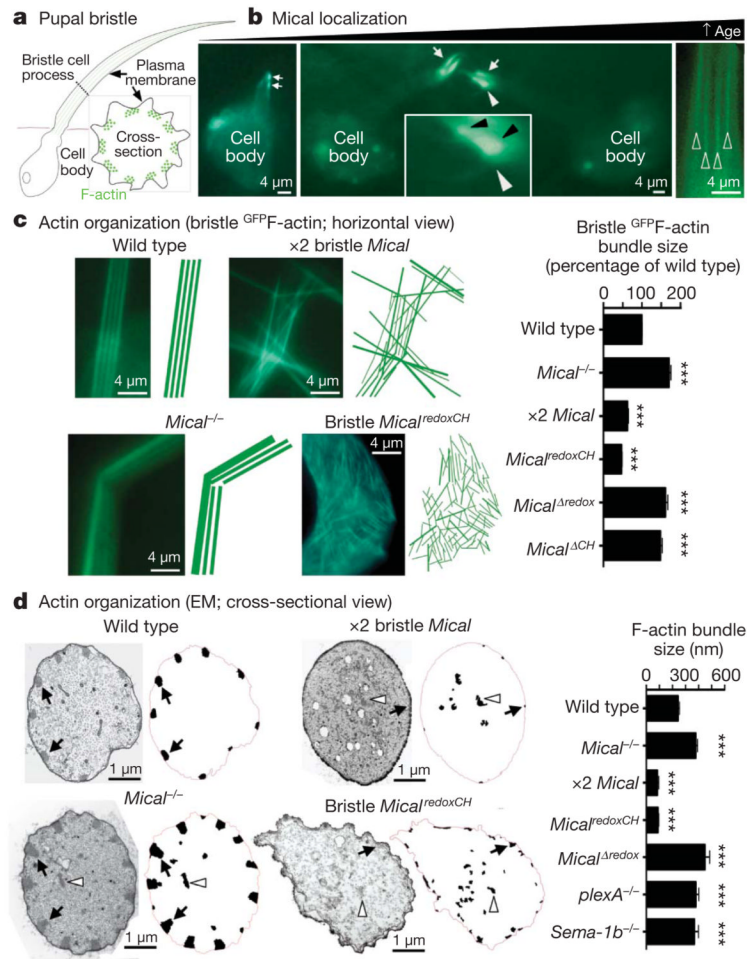 a Pupal bristle
Bristle cell
process
Plasma
membrane
Cross-
section
Cell
body
F-actin
b Mical localization
↑ Age
Cell
body
4 μm
Cell
body
Cell
body
4 μm
4 μm
c Actin organization (bristle GFPF-actin; horizontal view)
Wild type
×2 bristle Mical
4 μm
4 μm
Mical–/–
Bristle MicalredoxCH
4 μm
4 μm
Bristle GFPF-actin
bundle size
(percentage of wild type)
0 100 200
Wild type
Mical–/–
***
×2 Mical
***
MicalredoxCH
***
MicalΔredox
***
MicalΔCH
***
d Actin organization (EM; cross-sectional view)
Wild type
×2 bristle Mical
1 μm
1 μm
Mical–/–
Bristle MicalredoxCH
1 μm
1 μm
F-actin bundle
size (nm)
0 300 600
Wild type
Mical–/–
***
×2 Mical
***
MicalredoxCH
***
MicalΔredox
***
plexA–/–
***
Sema-1b–/–
***